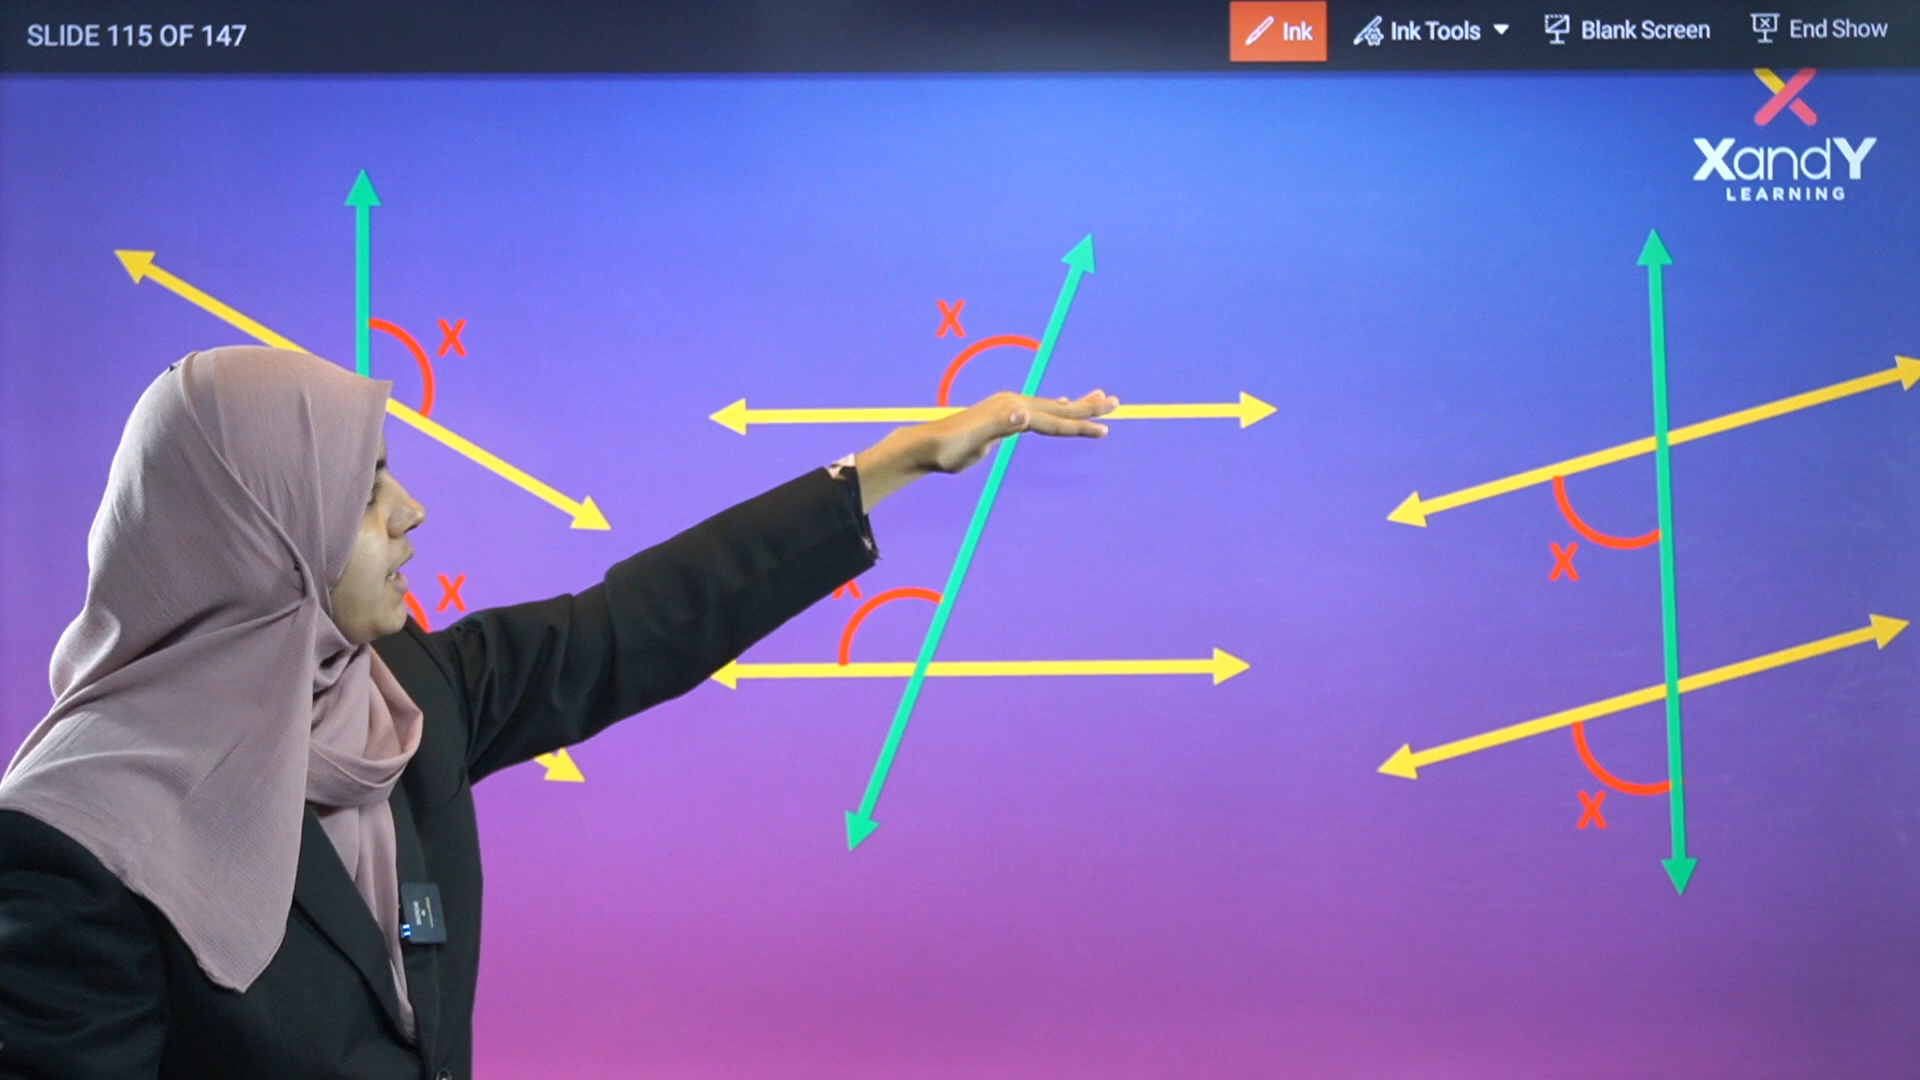 SLIDE 115 OF 147
Ink
Ink Tools
Blank Screen
End Show
XandY
LEARNING
X
X
X
X
X
X